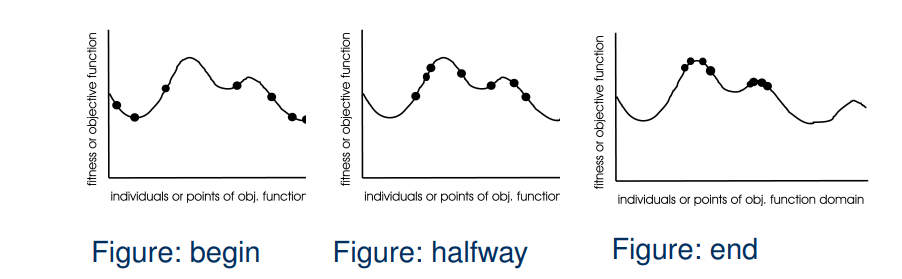 fitness or objective function
individuals or points of obj. function
Figure: begin
fitness or objective function
individuals or points of obj. function
Figure: halfway
fitness or objective function
individuals or points of obj. function domain
Figure: end